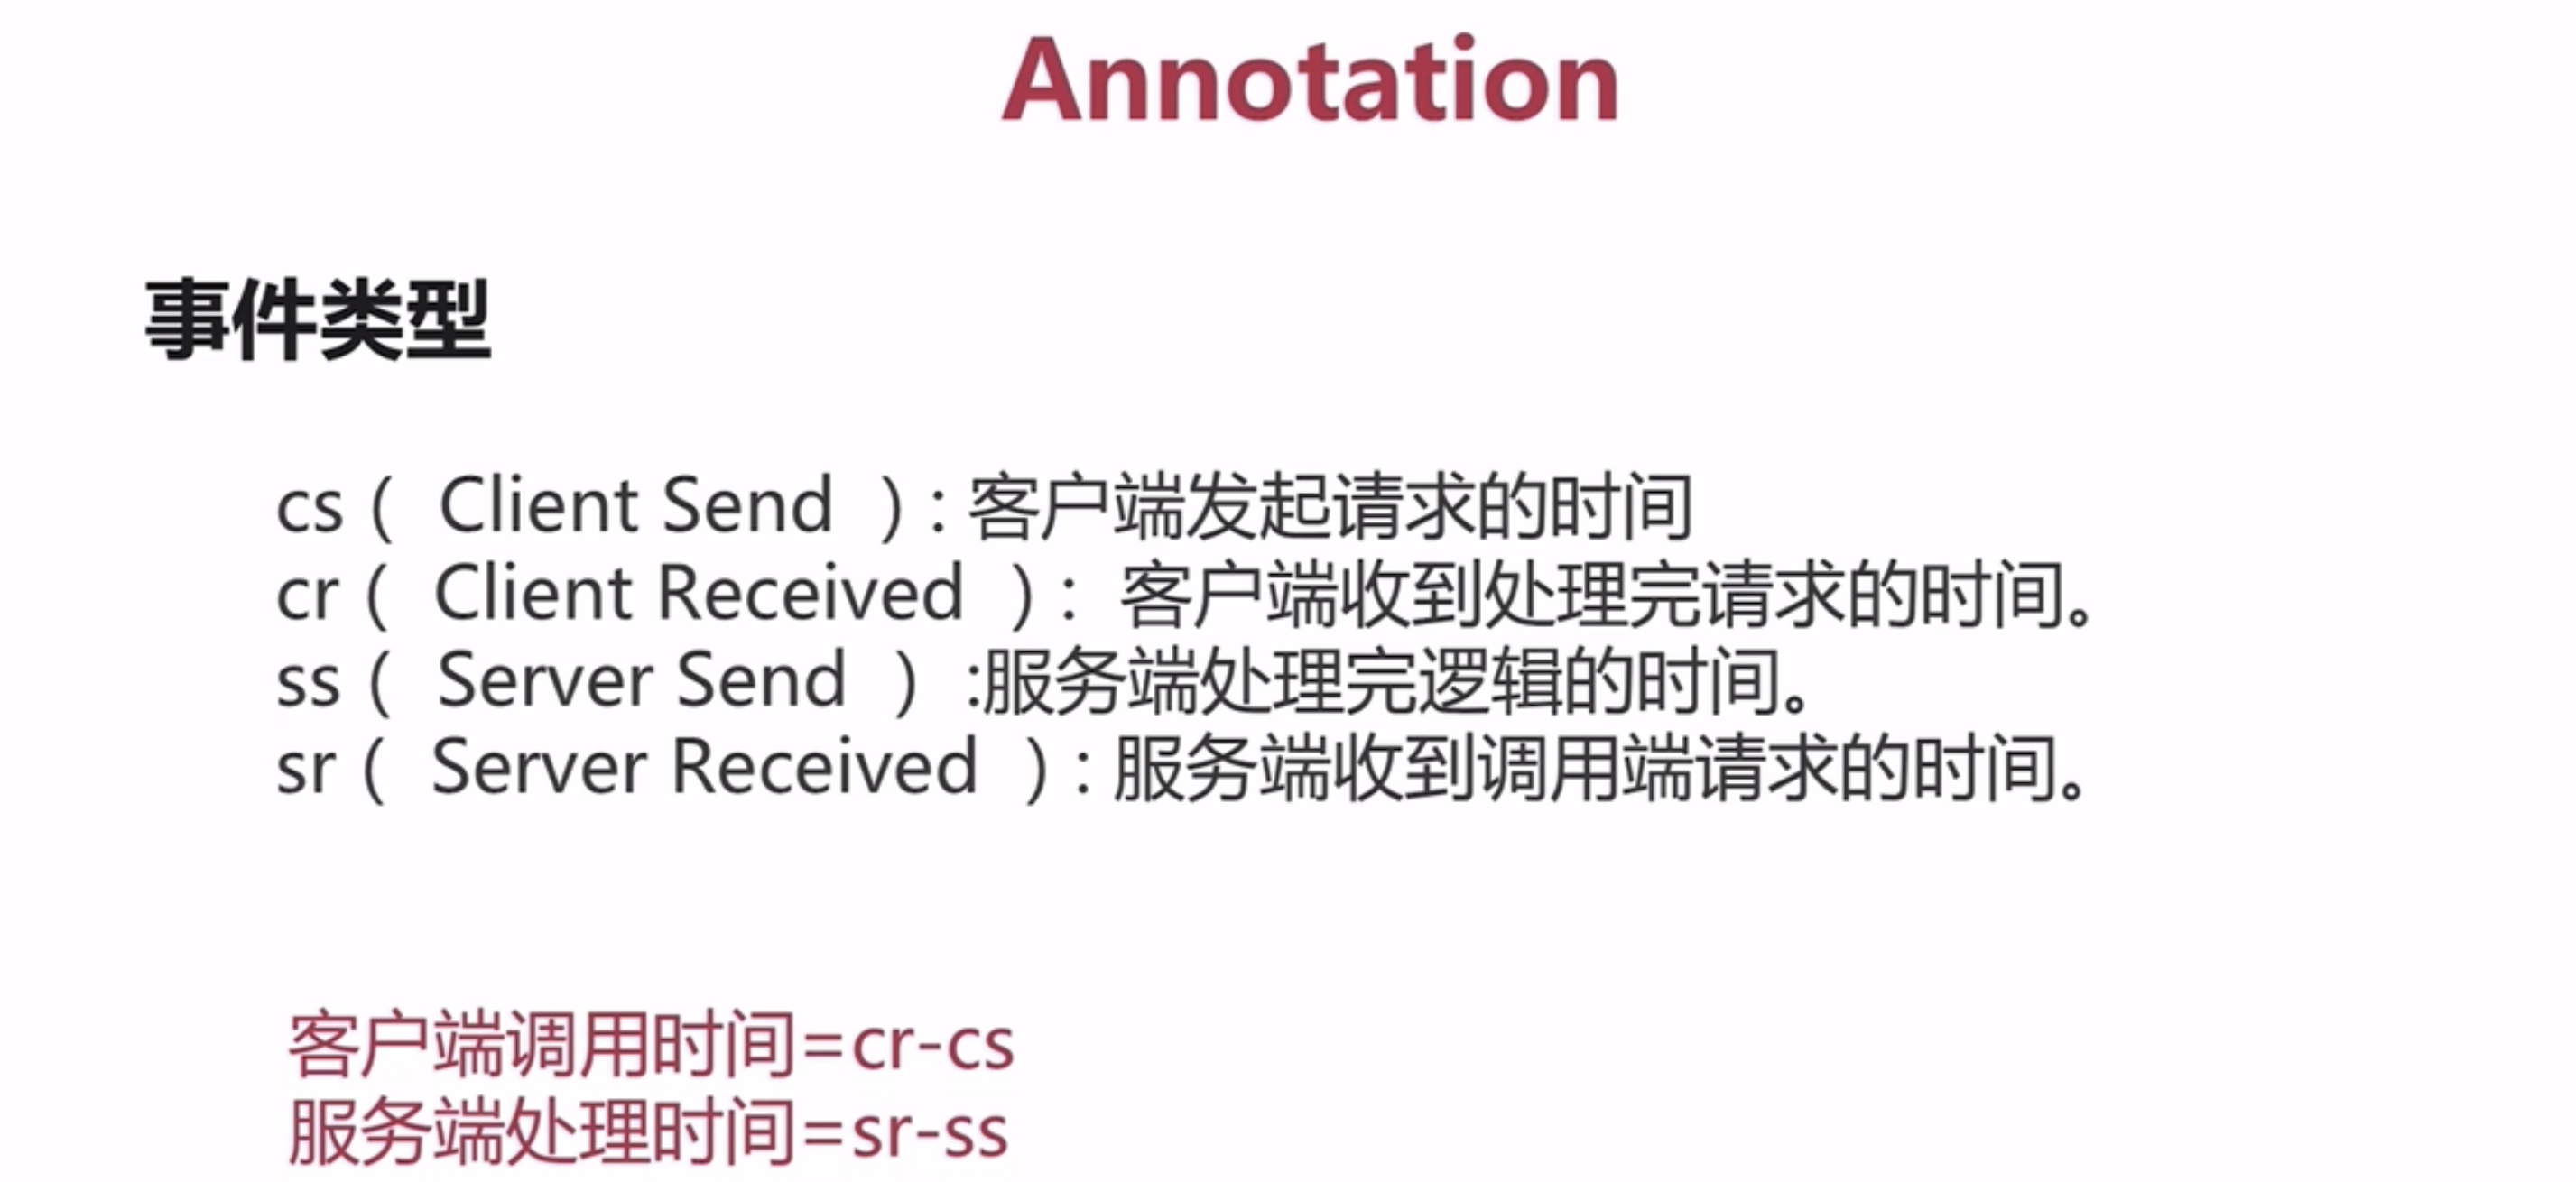 Annotation
事件类型
cs（ Client Send ）: 客户端发起请求的时间
cr（ Client Received ）: 客户端收到处理完请求的时间。
ss（ Server Send ） :服务端处理完逻辑的时间。
sr（ Server Received ）: 服务端收到调用端请求的时间。
客户端调用时间=cr-cs
服务端处理时间=sr-ss